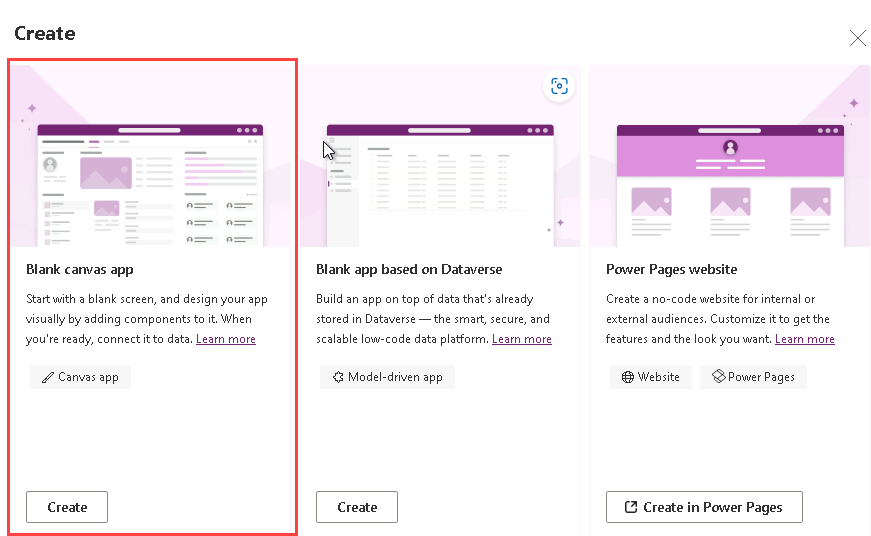 Create
Blank canvas app
Start with a blank screen, and design your app
visually by adding components to it. When
you're ready, connect it to data. Learn more
Canvas app
Create
Blank app based on Dataverse
Build an app on top of data that's already
stored in Dataverse — the smart, secure, and
scalable low-code data platform. Learn more
Model-driven app
Create
Power Pages website
Create a no-code website for internal or
external audiences. Customize it to get the
features and the look you want. Learn more
Website
Power Pages
Create in Power Pages